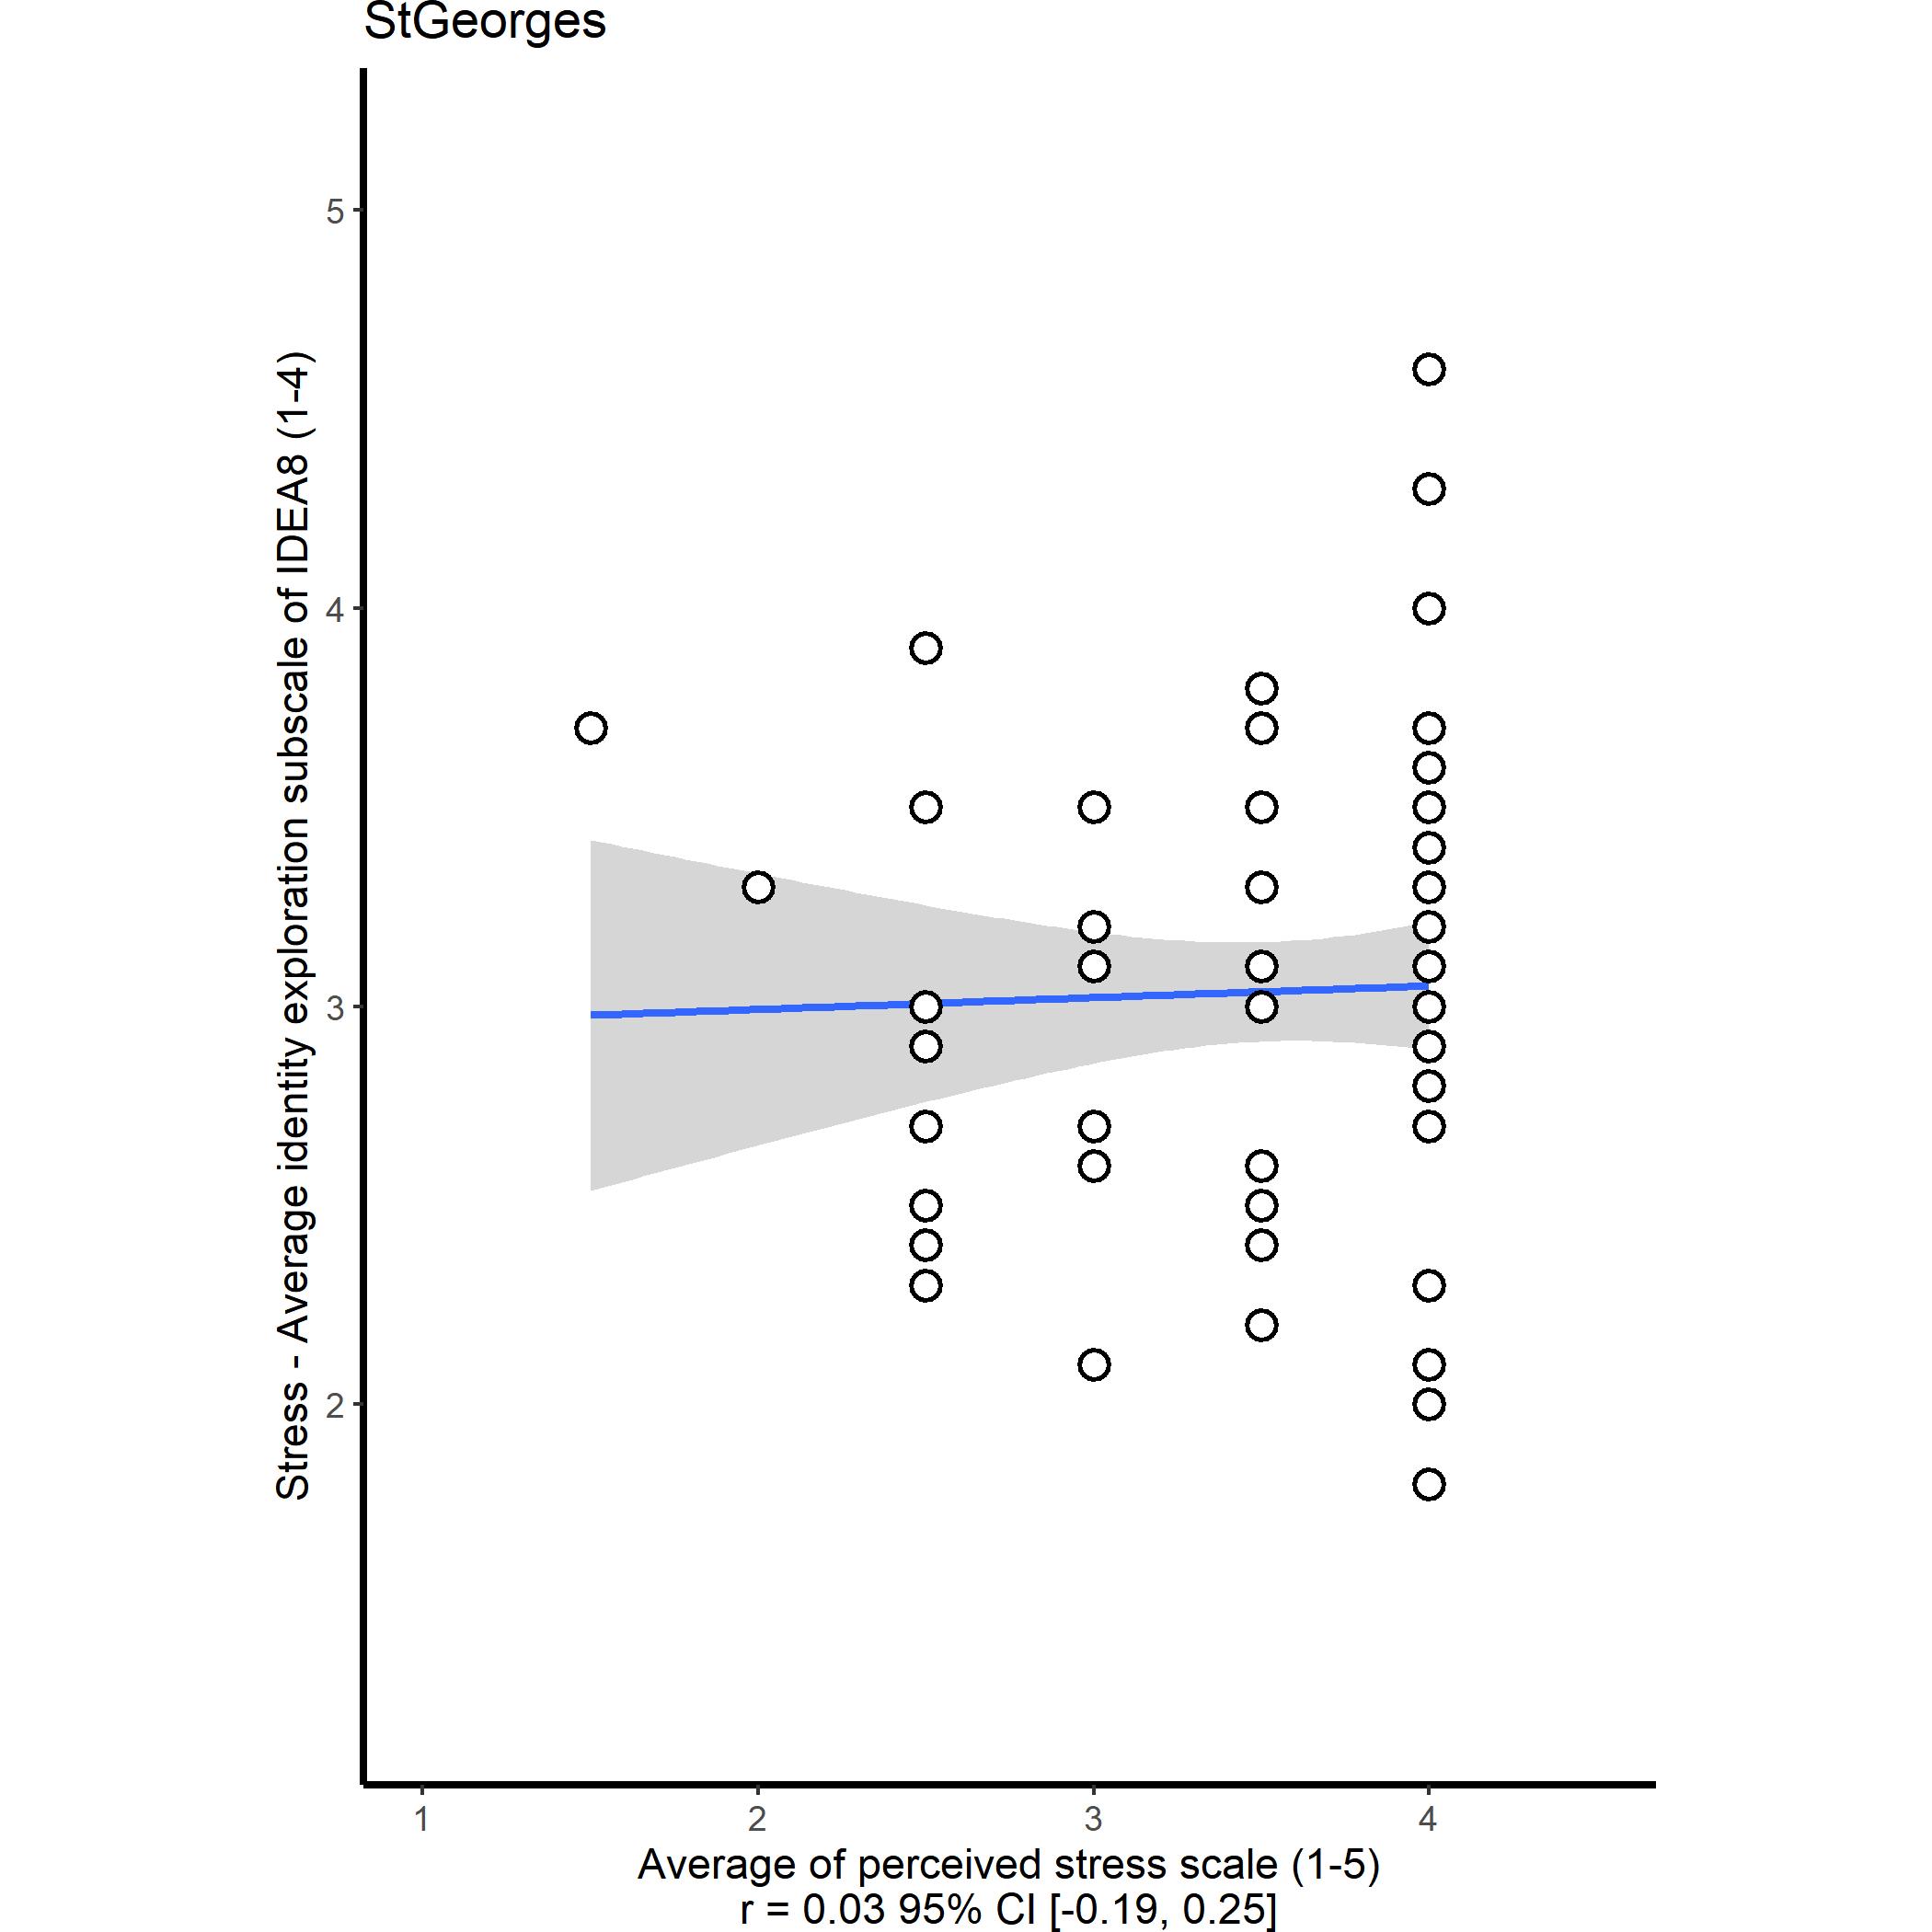 StGeorges
Stress - Average identity exploration subscale of IDEA8 (1-4)
5
4
3
2
1 2 3 4
Average of perceived stress scale (1-5)
r = 0.03 95% CI [-0.19, 0.25]